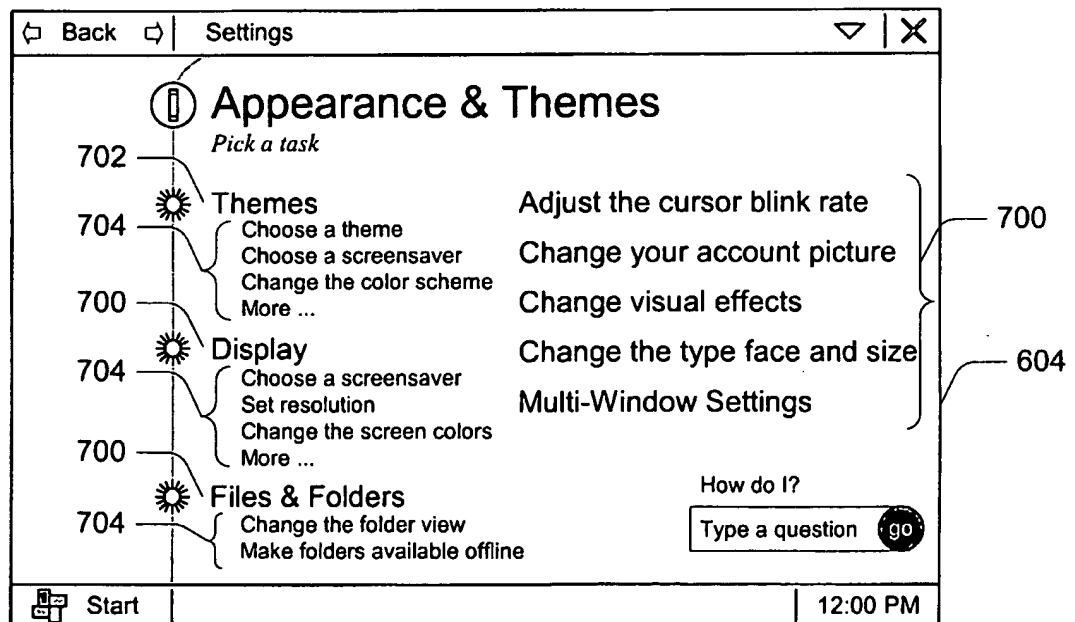 Back Settings
Appearance & Themes
Pick a task
702
Themes
704
Choose a theme
Choose a screensaver
Change the color scheme
More ...
700
Display
704
Choose a screensaver
Set resolution
Change the screen colors
More ...
700
Files & Folders
704
Change the folder view
Make folders available offline
Adjust the cursor blink rate
Change your account picture
Change visual effects
Change the type face and size
Multi-Window Settings
700
604
How do I?
Type a question go
Start 12:00 PM